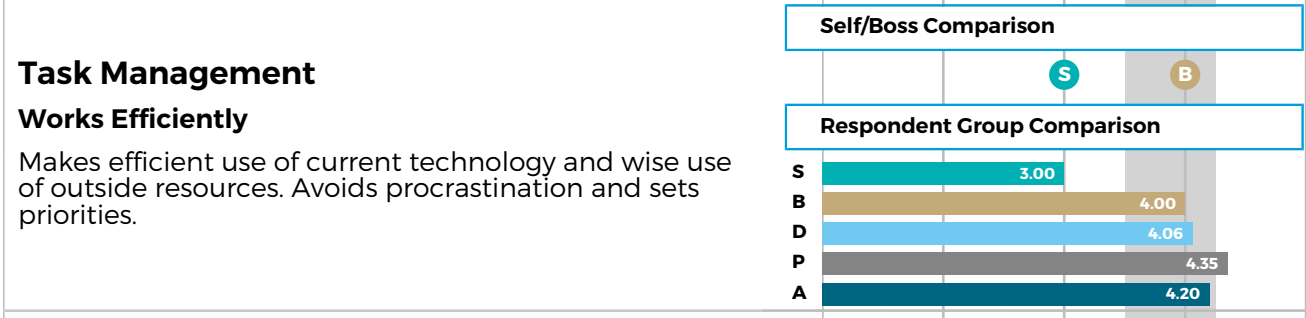 Task Management
Works Efficiently
Makes efficient use of current technology and wise use
of outside resources. Avoids procrastination and sets
priorities.
Self/Boss Comparison
S
B
Respondent Group Comparison
S 3.00
B 4.00
D 4.06
P 4.35
A 4.20